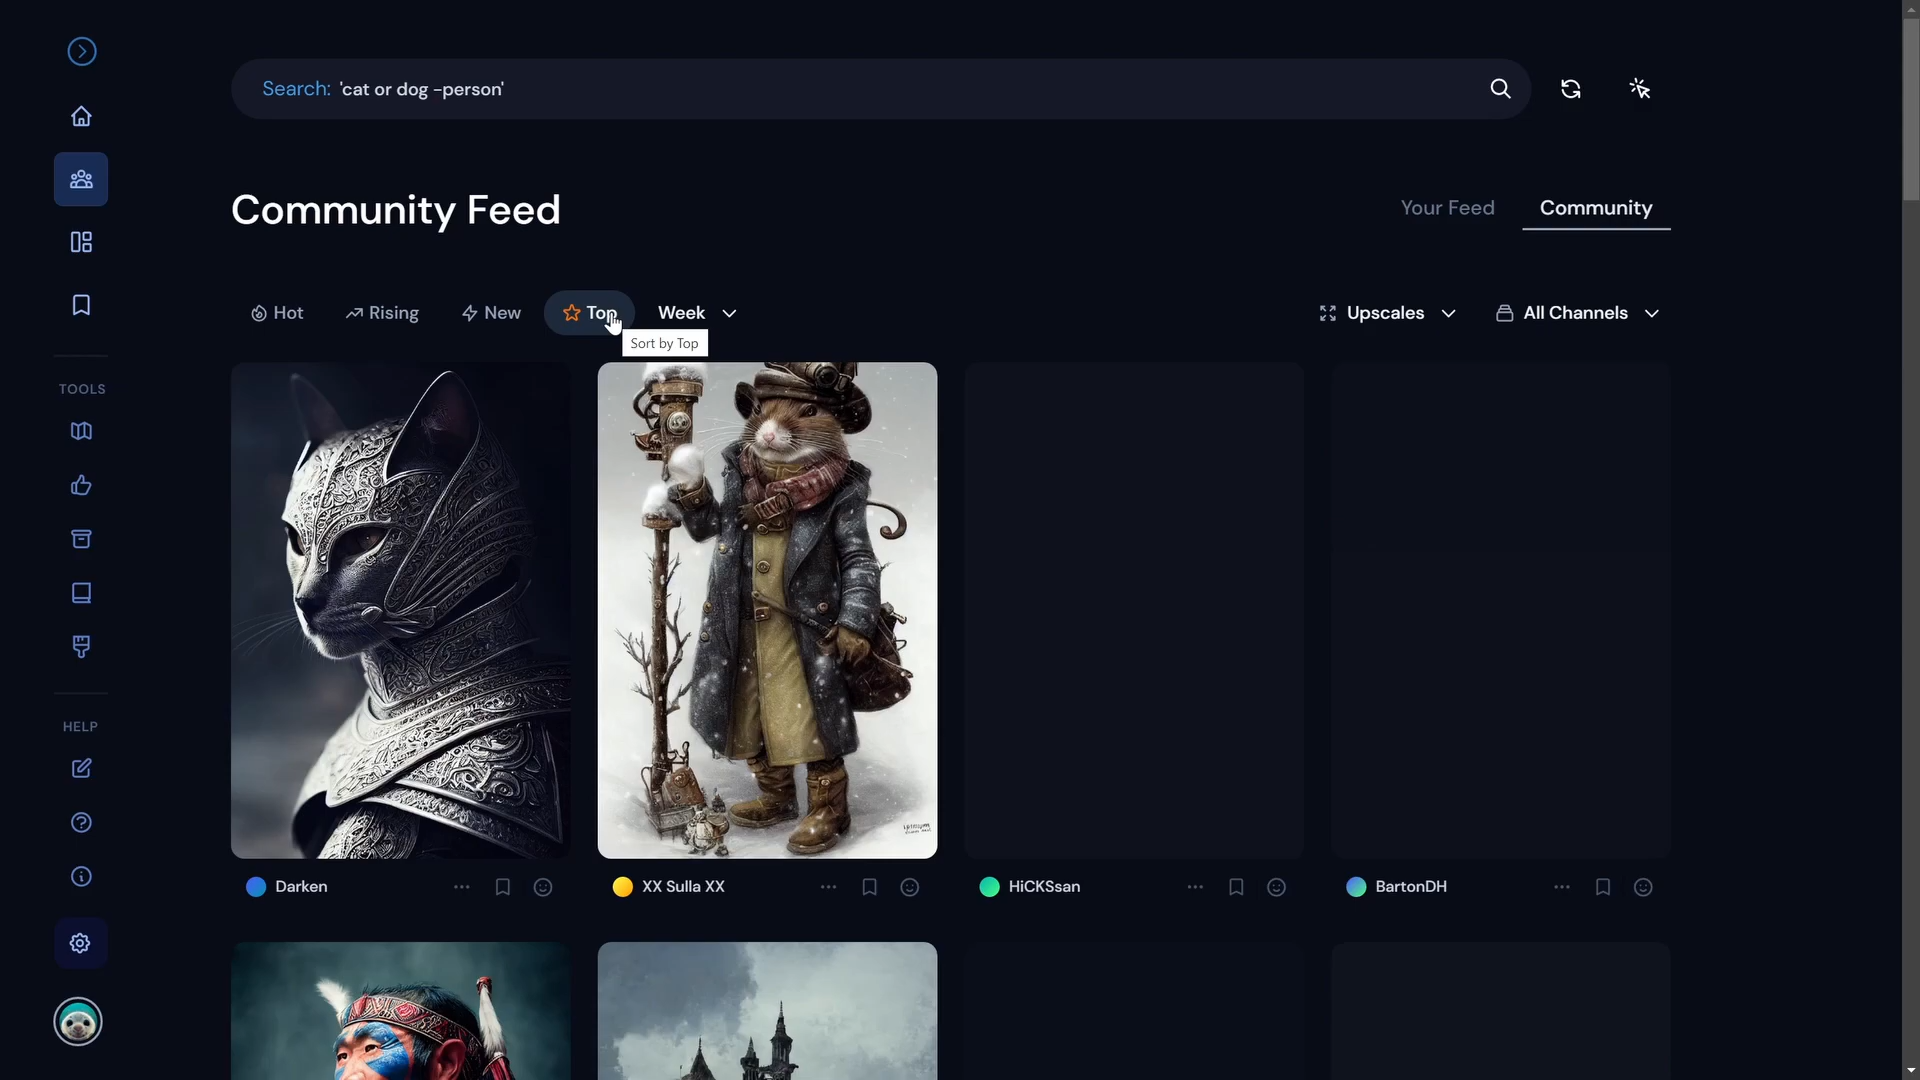 Search: 'cat or dog -person'
Community Feed
Your Feed
Community
Hot
Rising
New
Top
Week
Sort by Top
Upscales
All Channels
TOOLS
HELP
Darken
XX Sulla XX
HiCKSsan
BartonDH